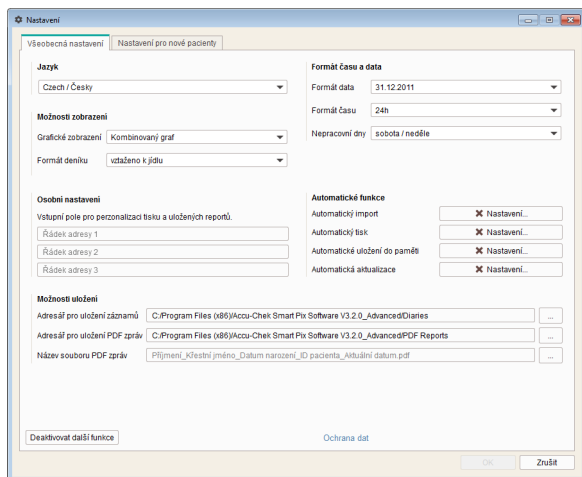 Nastavení
Všeobecná nastavení
Nastavení pro nové pacienty
Jazyk
Czech / Česky
Možnosti zobrazení
Grafické zobrazení
Kombinovaný graf
Formát deníku
vztaženo k jídlu
Formát času a data
Formát data
31.12.2011
Formát času
24h
Nepracovní dny
sobota / neděle
Osobní nastavení
Vstupní pole pro perzonalizaci tisku a uložených reportů.
Řádek adresy 1
Řádek adresy 2
Řádek adresy 3
Automatické funkce
Automatický import
Nastavení...
Automatický tisk
Nastavení...
Automatické uložení do paměti
Nastavení...
Automatická aktualizace
Nastavení...
Možnosti uložení
Adresář pro uložení záznamů
C:/Program Files (x86)/Accu-Chek Smart Pix Software V3.2.0_Advanced/Diaries
...
Adresář pro uložení PDF zpráv
C:/Program Files (x86)/Accu-Chek Smart Pix Software V3.2.0_Advanced/PDF Reports
...
Název souboru PDF zpráv
Příjmení_Křestní jméno_Datum narození_ID pacienta_Aktuální datum.pdf
...
Deaktivovat další funkce
Ochrana dat
OK
Zrušit